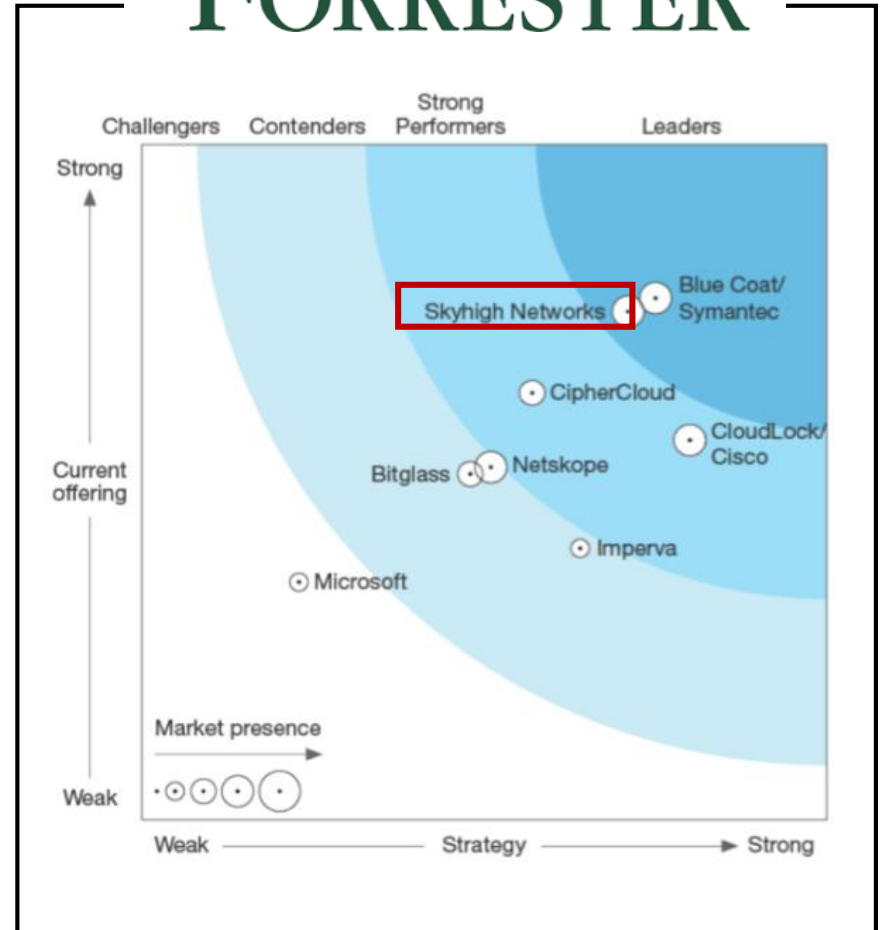 FORRESTER
Challengers Contenders Strong Performers Leaders
Strong
Blue Coat/
Skyhigh Networks Symantec
CipherCloud
CloudLock/
Cisco
Current
offering
Bitglass Netskope
Imperva
Microsoft
Market presence
Weak
Weak Strategy Strong